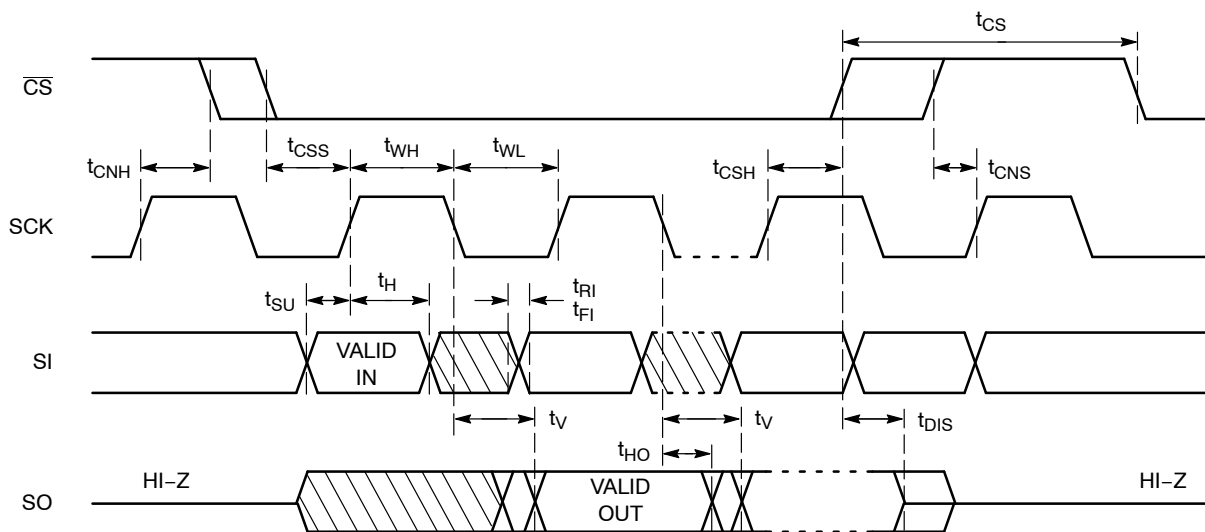 tCS
CS
tCNH
tCSS
tWH
tWL
tCSH
tCNS
SCK
tSU
tH
tRI
tFI
SI
VALID
IN
tV
tV
tDIS
tHO
HI–Z
VALID
OUT
HI–Z
SO